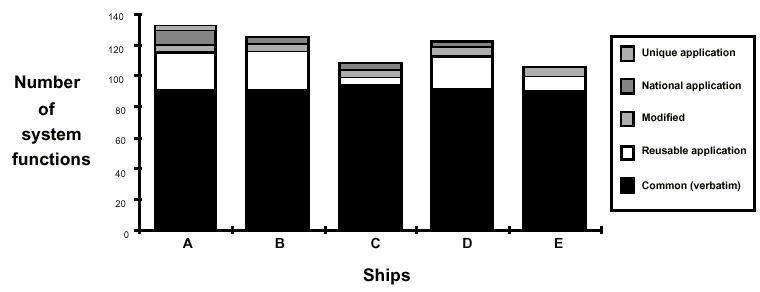 Number
of
system
functions
140
120
100
80
60
40
20
0
A B C D E
Ships
Unique application
National application
Modified
Reusable application
Common (verbatim)